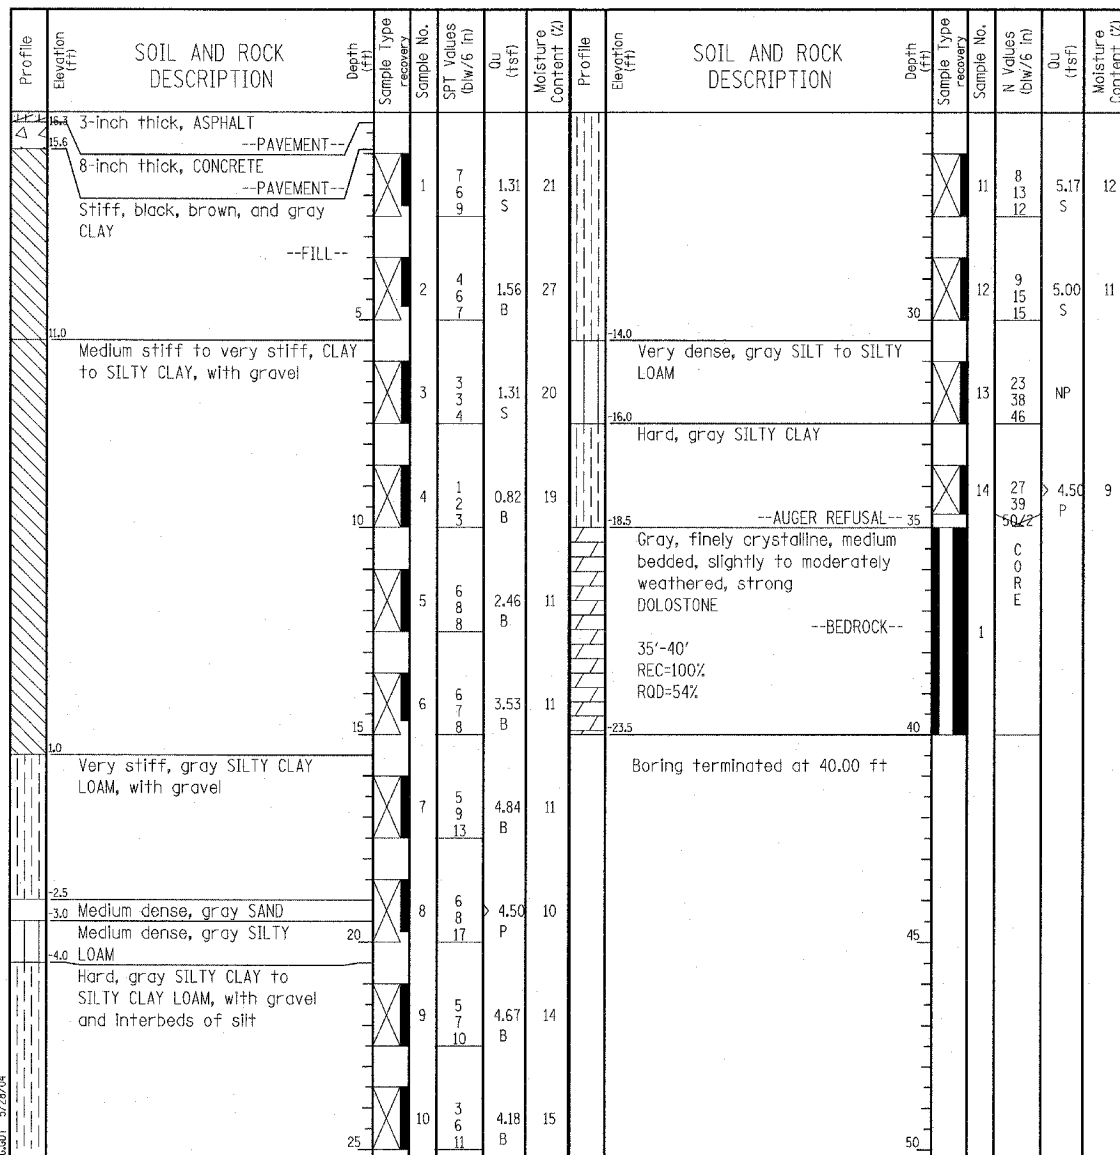 Profile
Elevation (ft)
SOIL AND ROCK
DESCRIPTION
Depth (ft)
Sample Type
recovery
Sample No.
SPT Values (blw/6 in)
Qu (tsf)
Moisture Content (%)
16.3 3-inch thick, ASPHALT
--PAVEMENT--
15.6
8-inch thick, CONCRETE
--PAVEMENT--
Stiff, black, brown, and gray
CLAY
--FILL--
1 7 6 9 1.31 S 21
2 4 6 7 1.56 B 27
5
11.0
Medium stiff to very stiff, CLAY
to SILTY CLAY, with gravel
3 3 3 4 1.31 S 20
4 1 2 3 0.82 B 19
10
5 6 8 8 2.46 B 11
6 6 7 8 3.53 B 11
15
1.0
Very stiff, gray SILTY CLAY
LOAM, with gravel
7 5 9 13 4.84 B 11
-2.5
-3.0 Medium dense, gray SAND
8 6 8 17 > 4.50 P 10
Medium dense, gray SILTY
20
-4.0 LOAM
Hard, gray SILTY CLAY to
SILTY CLAY LOAM, with gravel
and interbeds of silt
9 5 7 10 4.67 B 14
10 3 6 11 4.18 B 15
25
5/28/04
Profile
Elevation (ft)
SOIL AND ROCK
DESCRIPTION
Depth (ft)
Sample Type
recovery
Sample No.
N Values (blw/6 in)
Qu (tsf)
Moisture Content (%)
11 8 13 12 5.17 S 12
12 9 15 15 5.00 S 11
30
-14.0
Very dense, gray SILT to SILTY
LOAM
13 23 38 46 NP
-16.0
Hard, gray SILTY CLAY
14 27 39 50/2 > 4.50 P 9
-18.5 --AUGER REFUSAL-- 35
Gray, finely crystalline, medium
bedded, slightly to moderately
weathered, strong
DOLOSTONE
--BEDROCK--
1 CORE
35'-40'
REC=100%
RQD=54%
-23.5
40
Boring terminated at 40.00 ft
45
50